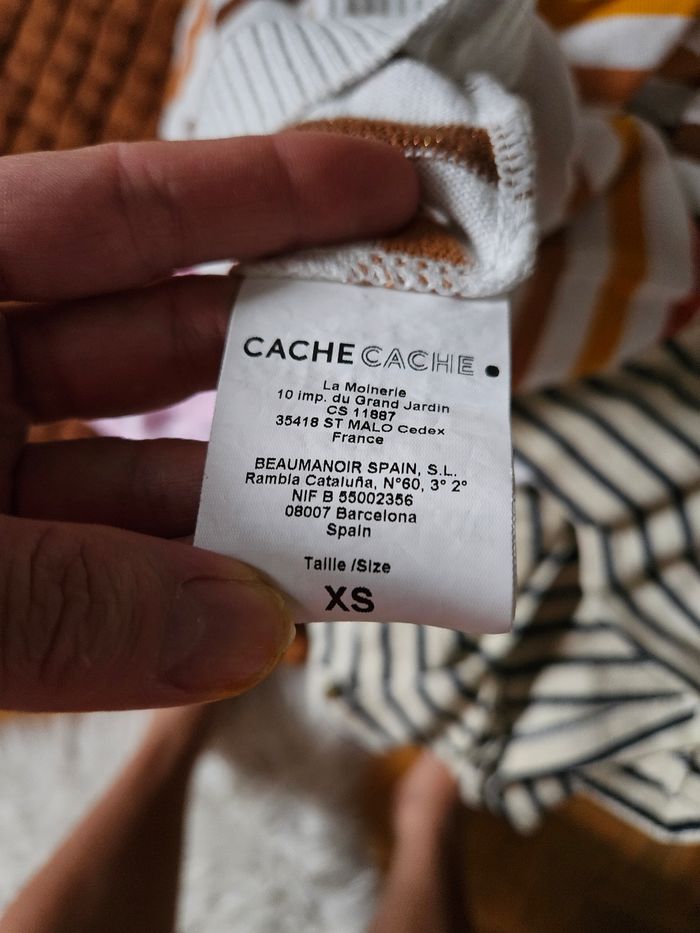 CACHE CACHE
La Moinerie
10 imp. du Grand Jardin
CS 11887
35418 ST MALO Cedex
France
BEAUMANOIR SPAIN, S.L.
Rambla Cataluña, N°60, 3° 2°
NIF B 55002356
08007 Barcelona
Spain
Taille /Size
XS